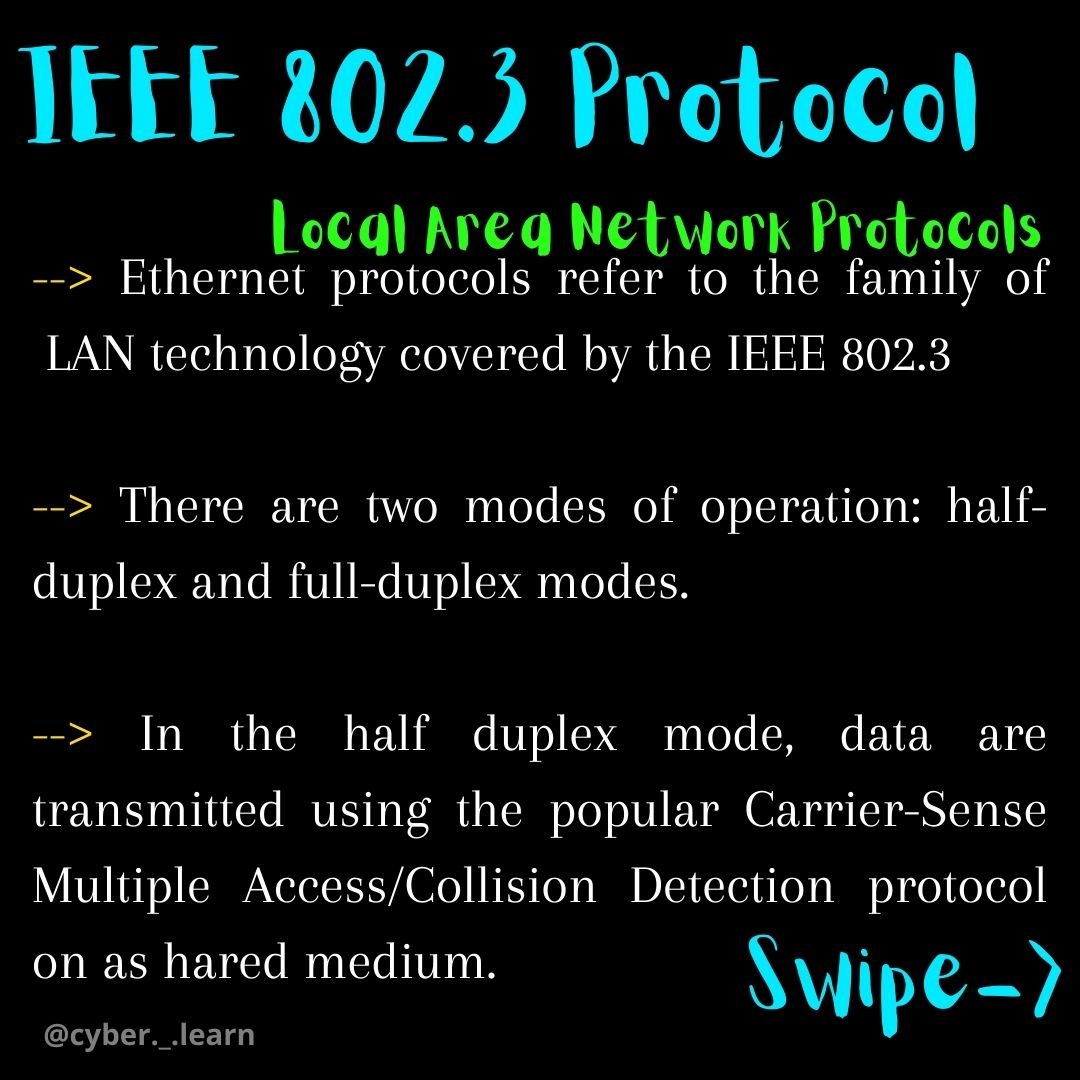 IEEE 802.3 Protocol
Local Area Network Protocols
--> Ethernet protocols refer to the family of
LAN technology covered by the IEEE 802.3
--> There are two modes of operation: half-
duplex and full-duplex modes.
--> In the half duplex mode, data are
transmitted using the popular Carrier-Sense
Multiple Access/Collision Detection protocol
on as hared medium.
Swipe->
@cyber._.learn